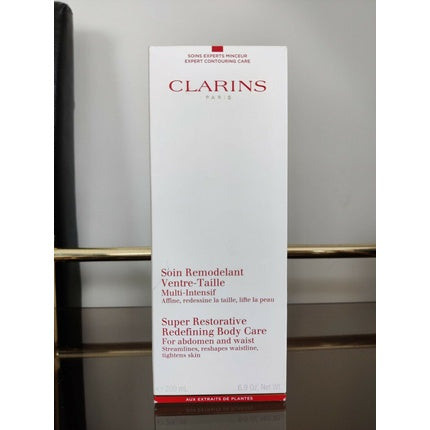 SOINS EXPERTS MINCEUR
EXPERT CONTOURING CARE
CLARINS
PARIS
Soin Remodelant
Ventre-Taille
Multi-Intensif
Affine, redessine la taille, lifte la peau
Super Restorative
Redefining Body Care
For abdomen and waist
Streamlines, reshapes waistline,
tightens skin
e 200 mL 6.9 Oz. Net Wt
AUX EXTRAITS DE PLANTES